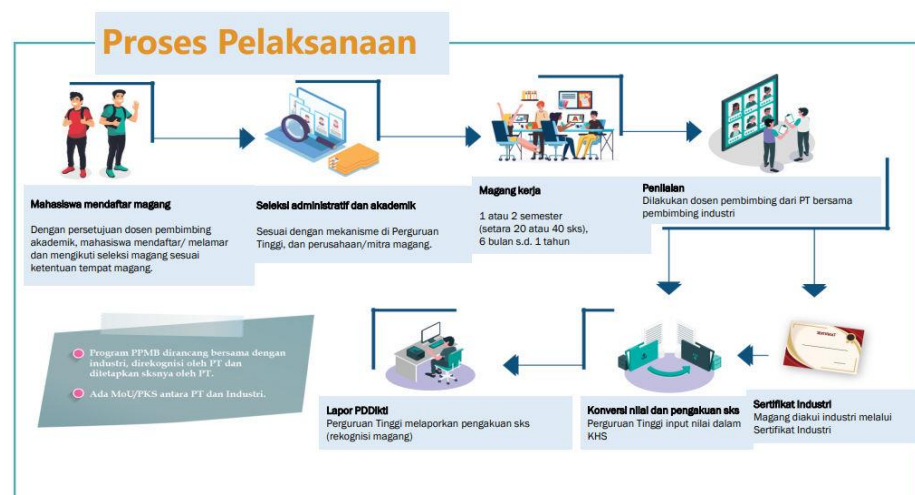 Proses Pelaksanaan
Mahasiswa mendaftar magang
Dengan persetujuan dosen pembimbing
akademik, mahasiswa mendaftar/ melamar
dan mengikuti seleksi magang sesuai
ketentuan tempat magang.
Seleksi administratif dan akademik
Sesuai dengan mekanisme di Perguruan
Tinggi, dan perusahaan/mitra magang.
Magang kerja
1 atau 2 semester
(setara 20 atau 40 sks),
6 bulan s.d. 1 tahun
Penilaian
Dilakukan dosen pembimbing dari PT bersama
pembimbing industri
Program PPMB dirancang bersama dengan
industri, direkognisi oleh PT dan
ditetapkan sksnya oleh PT.
Ada MoU/PKS antara PT dan Industri.
Lapor PDDikti
Perguruan Tinggi melaporkan pengakuan sks
(rekognisi magang)
Konversi nilai dan pengakuan sks
Perguruan Tinggi input nilai dalam
KHS
Sertifikat Industri
Magang diakui industri melalui
Sertifikat Industri